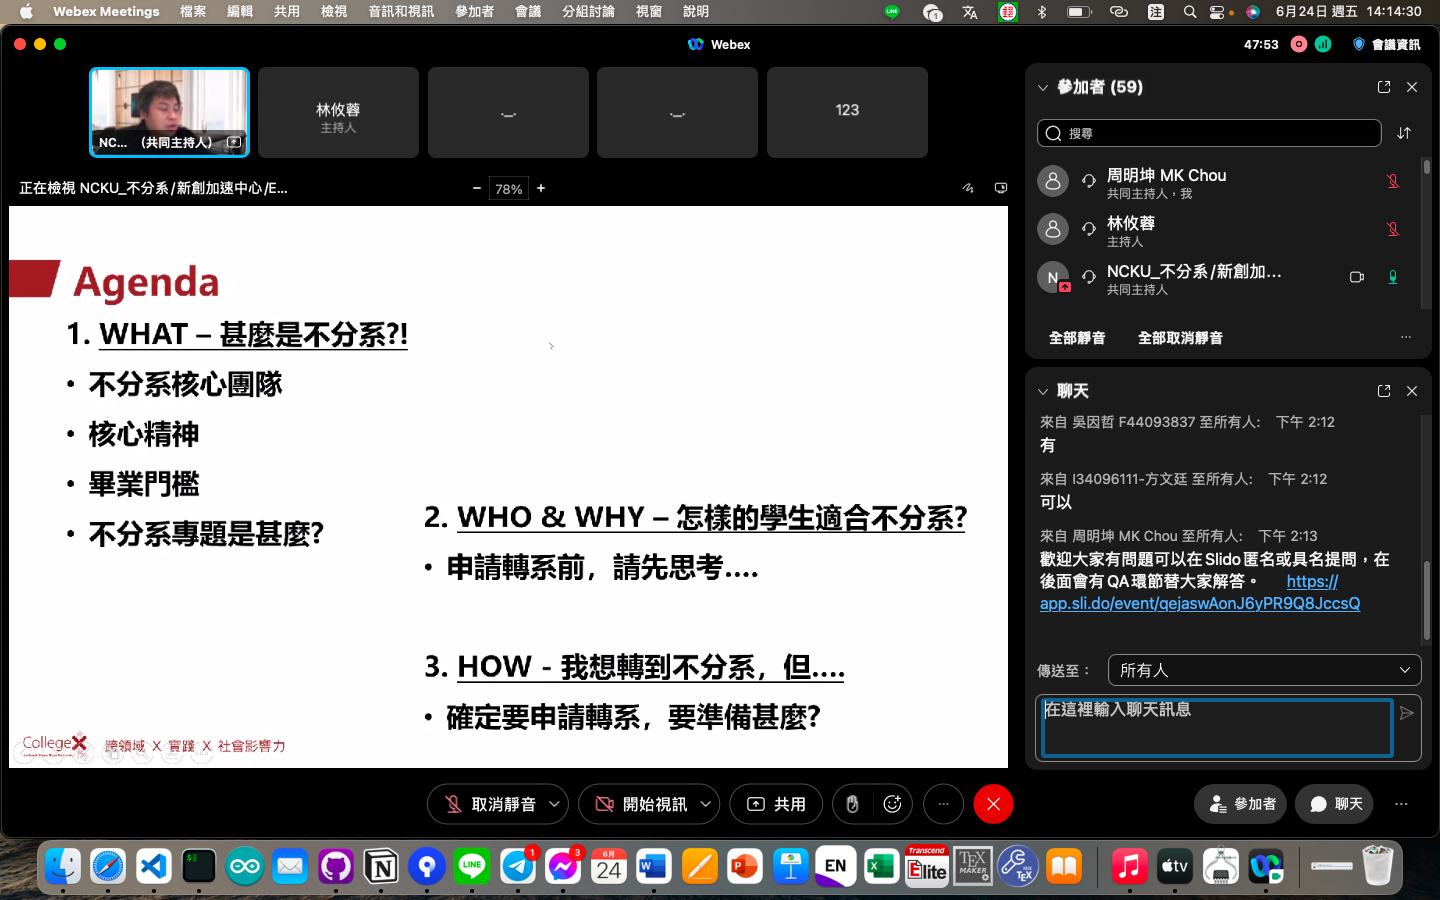 Webex Meetings 檔案 編輯 共用 檢視 音訊和視訊 參加者 會議 分組討論 視窗 說明
注 6月24日 週五 14:14:30
Webex
47:53 會議資訊
NC... （共同主持人）
林攸蓉
主持人
._.
._.
123
正在檢視 NCKU_不分系/新創加速中心/E...
78%
Agenda
1. WHAT – 甚麼是不分系?!
• 不分系核心團隊
• 核心精神
• 畢業門檻
• 不分系專題是甚麼?
2. WHO & WHY – 怎樣的學生適合不分系?
• 申請轉系前，請先思考....
3. HOW - 我想轉到不分系，但....
• 確定要申請轉系，要準備甚麼?
CollegeX 跨領域 X 實踐 X 社會影響力
參加者 (59)
搜尋
周明坤 MK Chou
共同主持人，我
林攸蓉
主持人
N
NCKU_不分系/新創加...
共同主持人
全部靜音 全部取消靜音
聊天
來自 吳因哲 F44093837 至所有人: 下午 2:12
有
來自 I34096111-方文廷 至所有人: 下午 2:12
可以
來自 周明坤 MK Chou 至所有人: 下午 2:13
歡迎大家有問題可以在 Slido 匿名或具名提問，在
後面會有 QA 環節替大家解答。 https://
app.sli.do/event/qejaswAonJ6yPR9Q8JccsQ
傳送至： 所有人
在這裡輸入聊天訊息
取消靜音 開始視訊 共用
參加者 聊天
LINE 1 3 6月 24 EN Transcend Elite TEX MAKER TEX tv